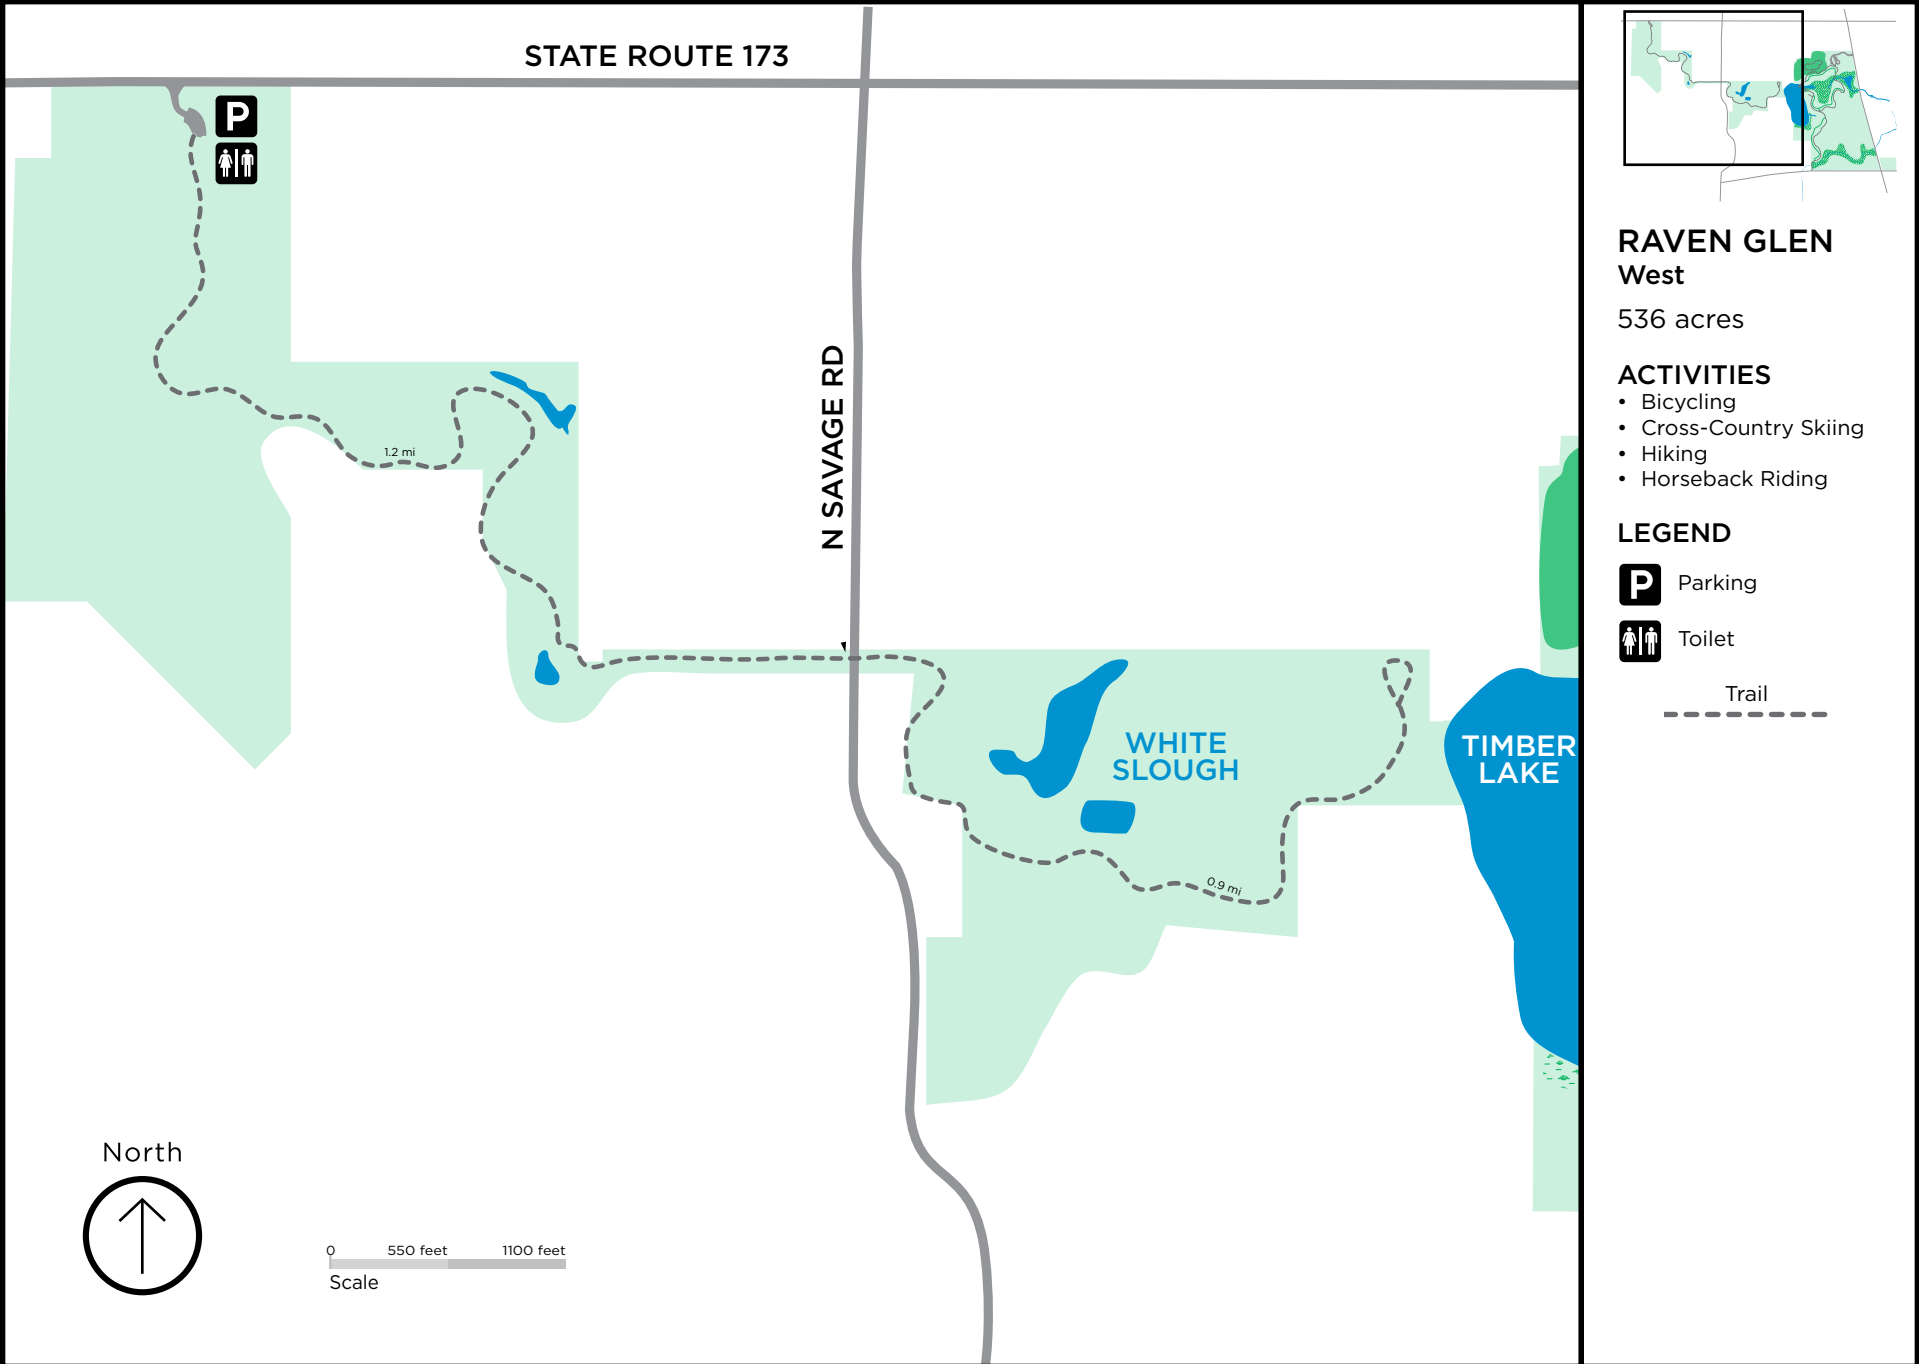 STATE ROUTE 173
P
1.2 mi
N SAVAGE RD
WHITE
SLOUGH
0.9 mi
TIMBER
LAKE
North
0 550 feet 1100 feet
Scale
RAVEN GLEN
West
536 acres
ACTIVITIES
• Bicycling
• Cross-Country Skiing
• Hiking
• Horseback Riding
LEGEND
P Parking
Toilet
Trail